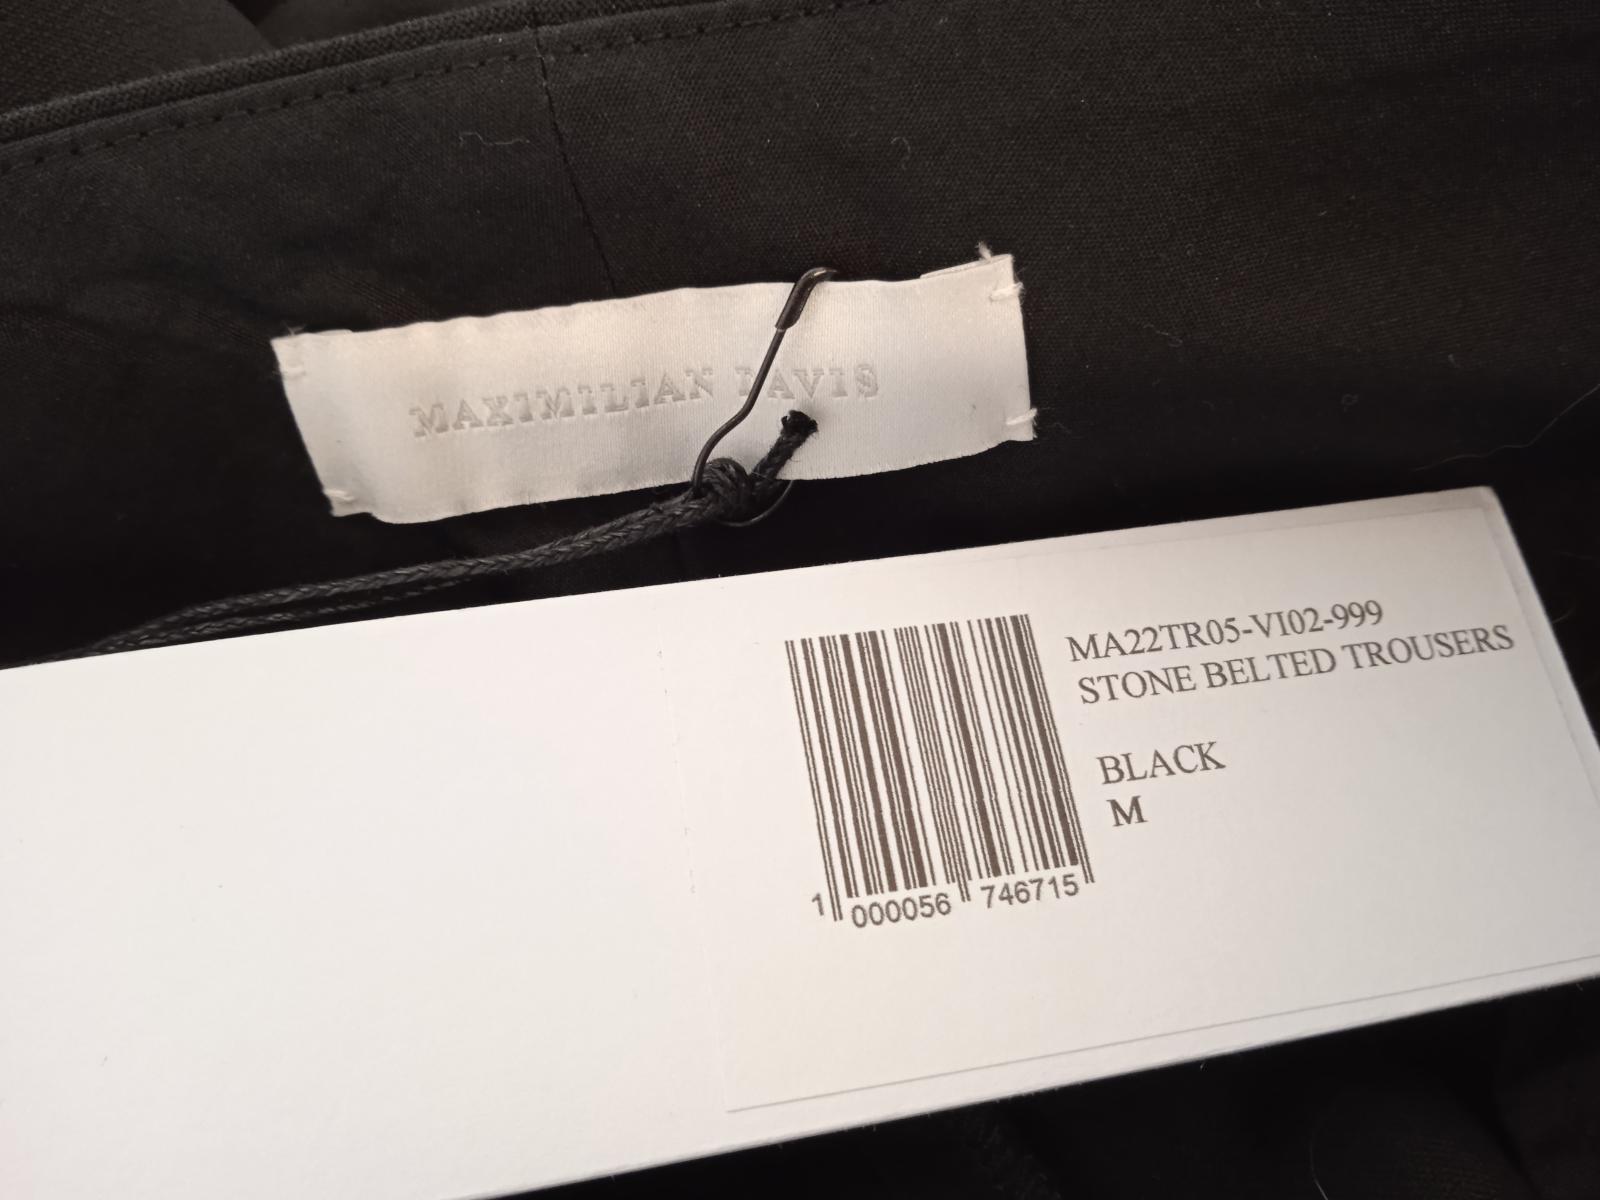 MAXIMILIAN DAVIS
MA22TR05-VI02-999
STONE BELTED TROUSERS
BLACK
M
1 000056 746715